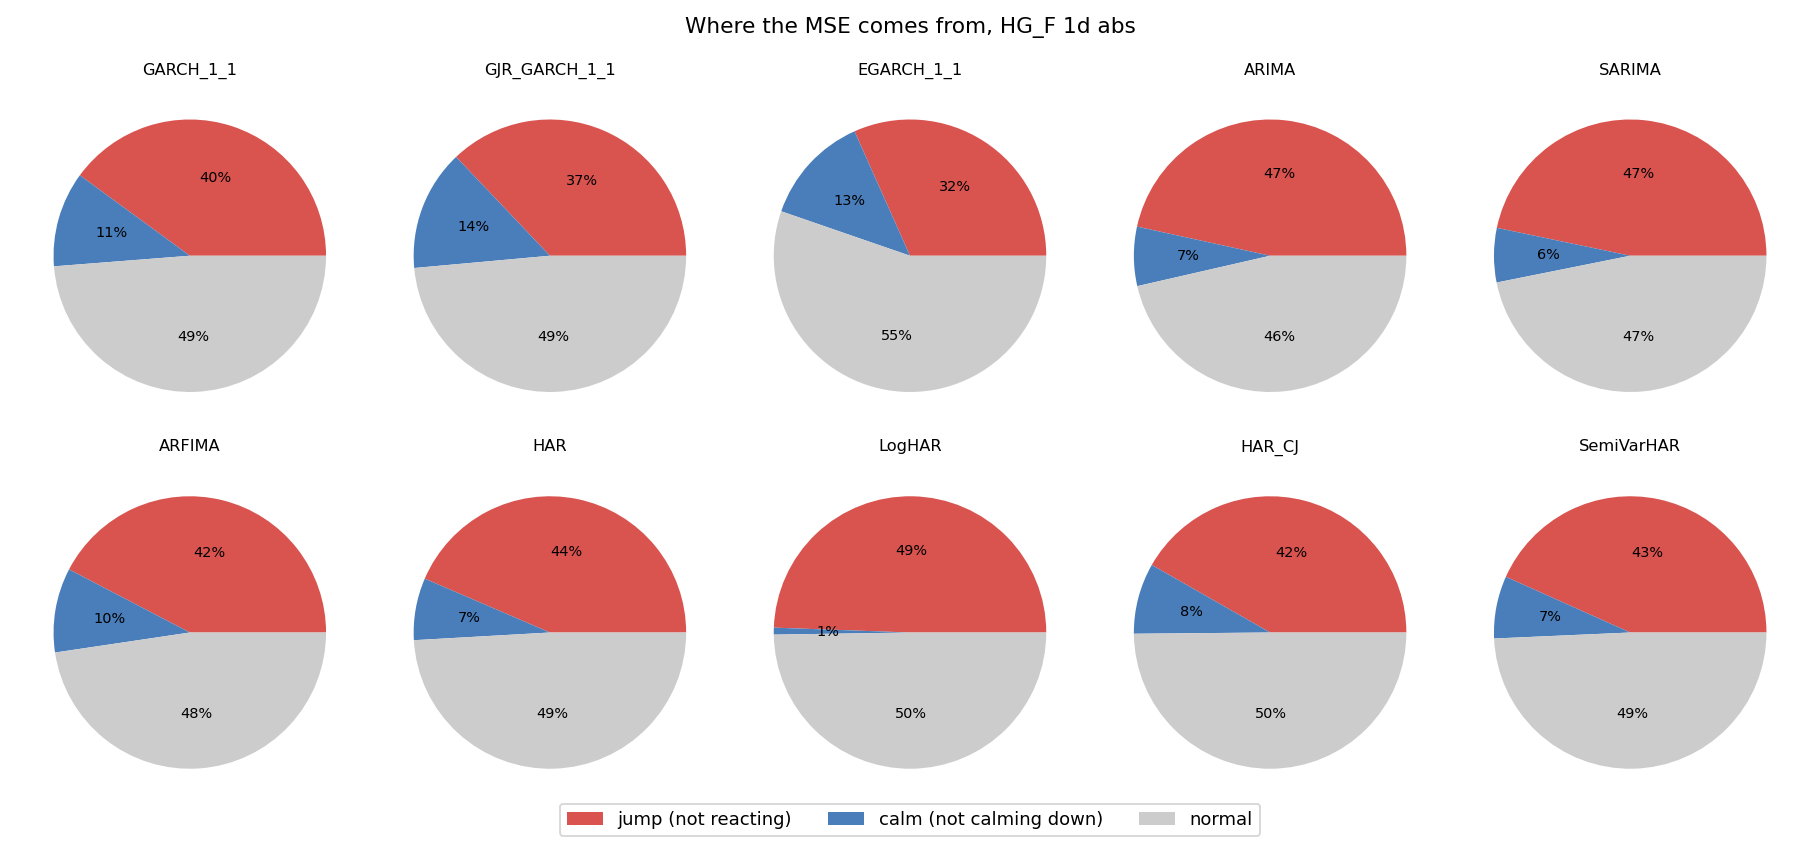 Where the MSE comes from, HG_F 1d abs
GARCH_1_1
GJR_GARCH_1_1
EGARCH_1_1
ARIMA
SARIMA
40%
11%
49%
37%
14%
49%
32%
13%
55%
47%
7%
46%
47%
6%
47%
ARFIMA
HAR
LogHAR
HAR_CJ
SemiVarHAR
42%
10%
48%
44%
7%
49%
49%
1%
50%
42%
8%
50%
43%
7%
49%
jump (not reacting)
calm (not calming down)
normal